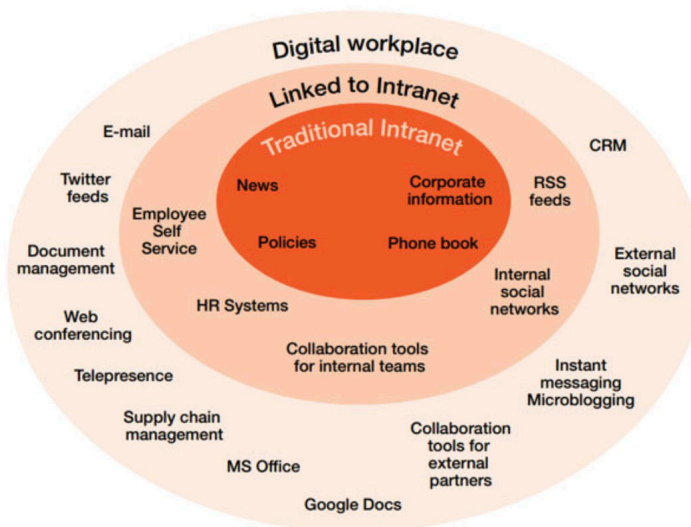 Digital workplace
Linked to Intranet
Traditional Intranet
News
Corporate
information
Policies
Phone book
Employee
Self
Service
RSS
feeds
HR Systems
Internal
social
networks
Collaboration tools
for internal teams
E-mail
CRM
Twitter
feeds
Document
management
External
social
networks
Web
conferencing
Telepresence
Instant
messaging
Microblogging
Supply chain
management
Collaboration
tools for
external
partners
MS Office
Google Docs